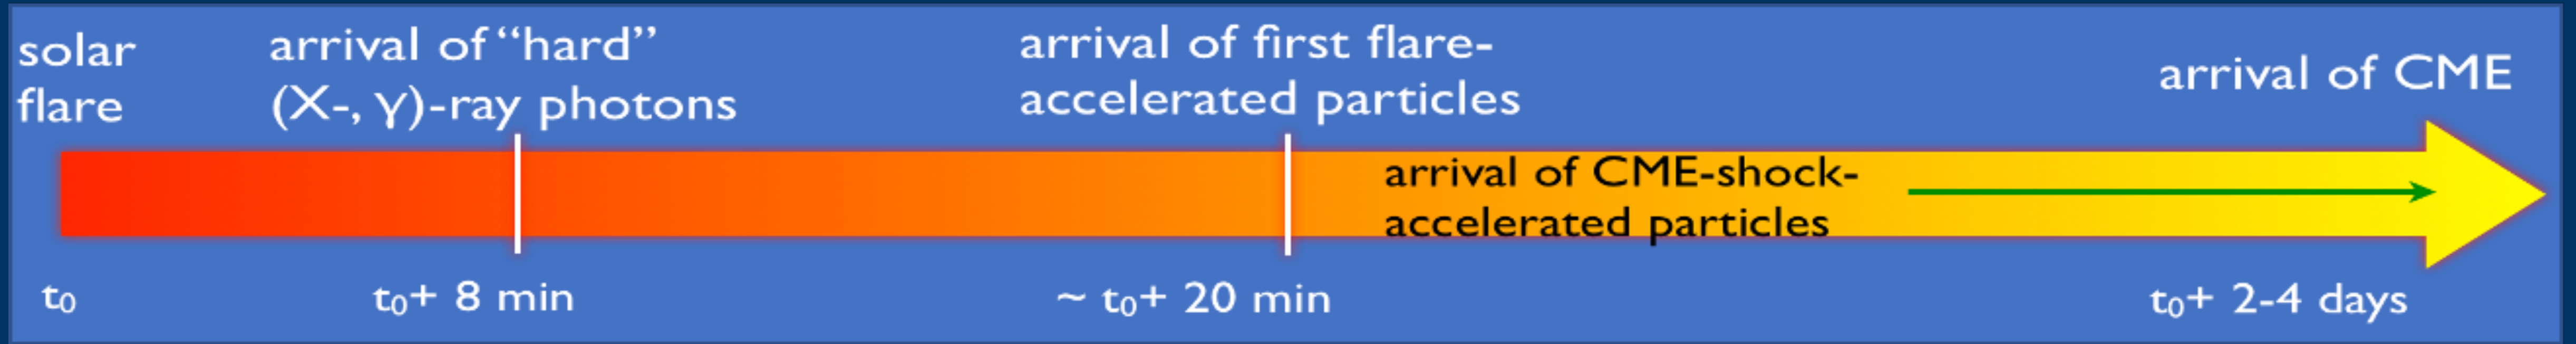 solar
flare
arrival of “hard”
(X-, γ)-ray photons
arrival of first flare-
accelerated particles
arrival of CME
arrival of CME-shock-
accelerated particles
t₀
t₀+ 8 min
~ t₀+ 20 min
t₀+ 2-4 days